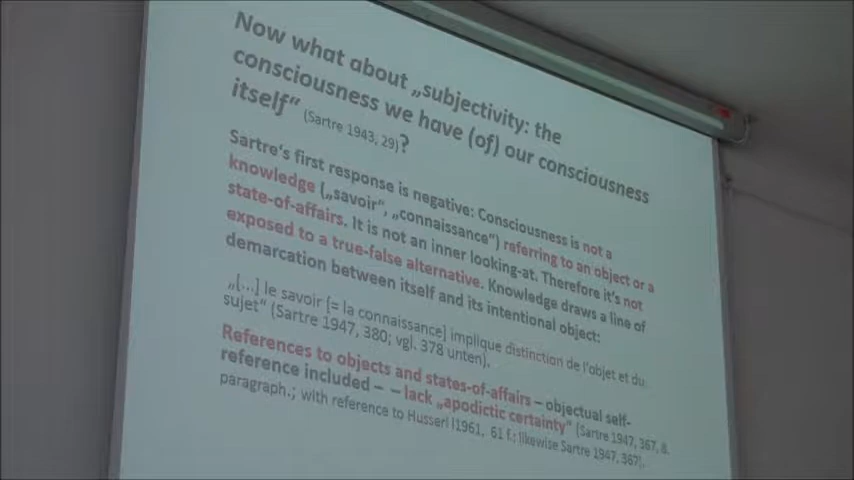 Now what about „subjectivity: the
consciousness we have (of) our consciousness
itself“ (Sartre 1943, 29)?
Sartre's first response is negative: Consciousness is not a
knowledge („savoir“, „connaissance“) referring to an object or a
state-of-affairs. It is not an inner looking-at. Therefore it's not
exposed to a true-false alternative. Knowledge draws a line of
demarcation between itself and its intentional object:
„[...] le savoir [= la connaissance] implique distinction de l'objet et du
sujet“ (Sartre 1947, 380; vgl. 378 unten).
References to objects and states-of-affairs – objectual self-
reference included – – lack „apodictic certainty“ (Sartre 1947, 367, 8.
paragraph.; with reference to Husserl 1961, 61 f.; likewise Sartre 1947, 367).